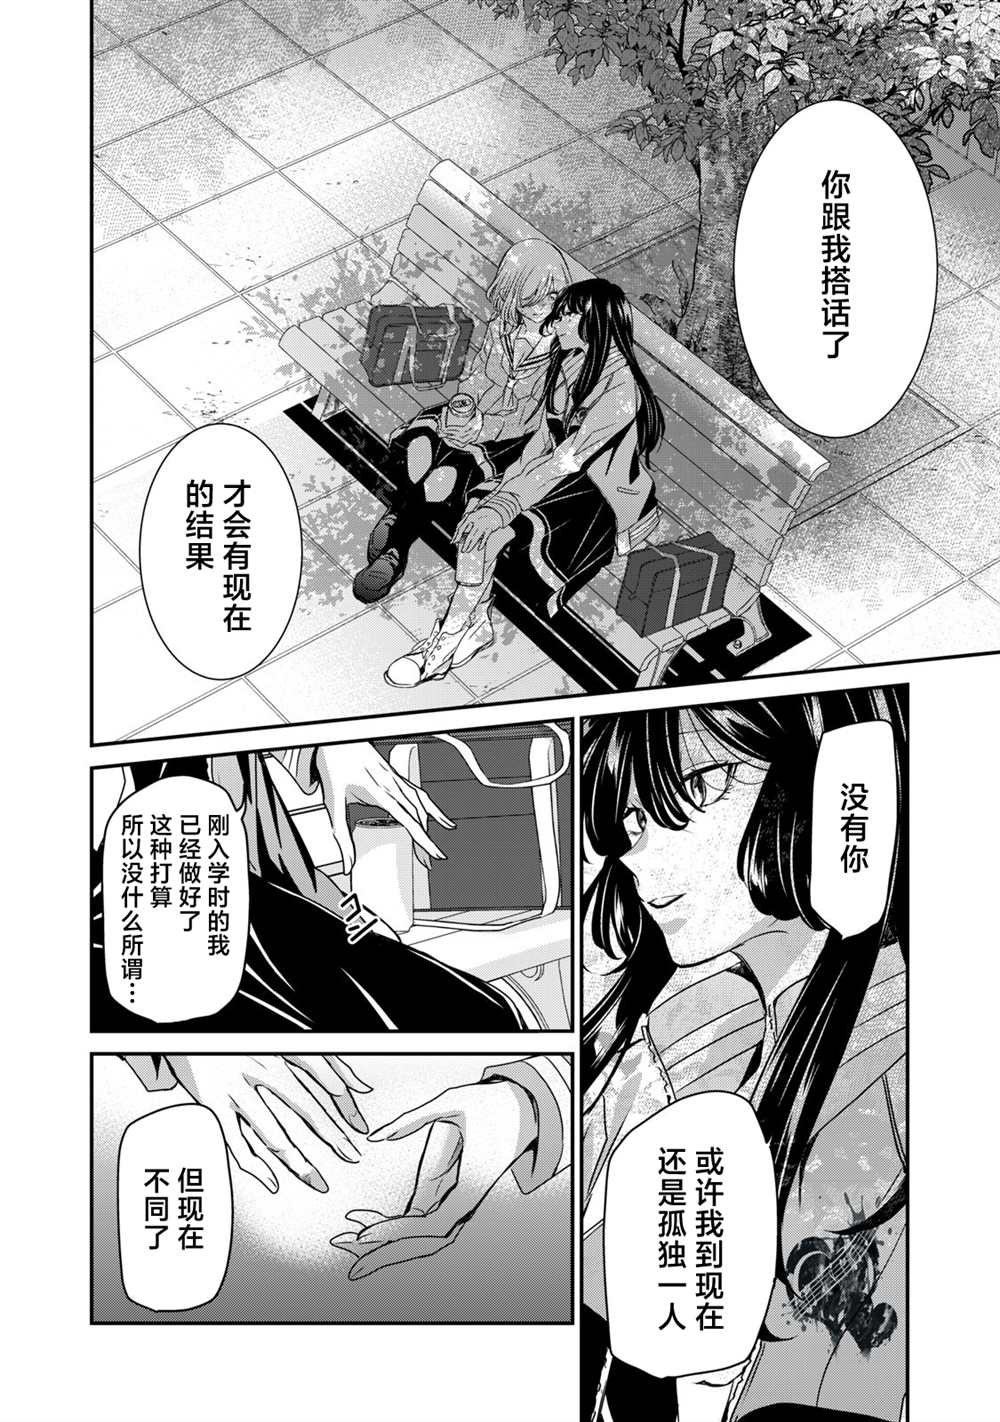 你跟我搭话了
才会有现在
的结果
没有你
或许我到现在
还是孤独一人
刚入学时的我
已经做好了
这种打算
所以没什么所谓…
クイ
但现在
不同了